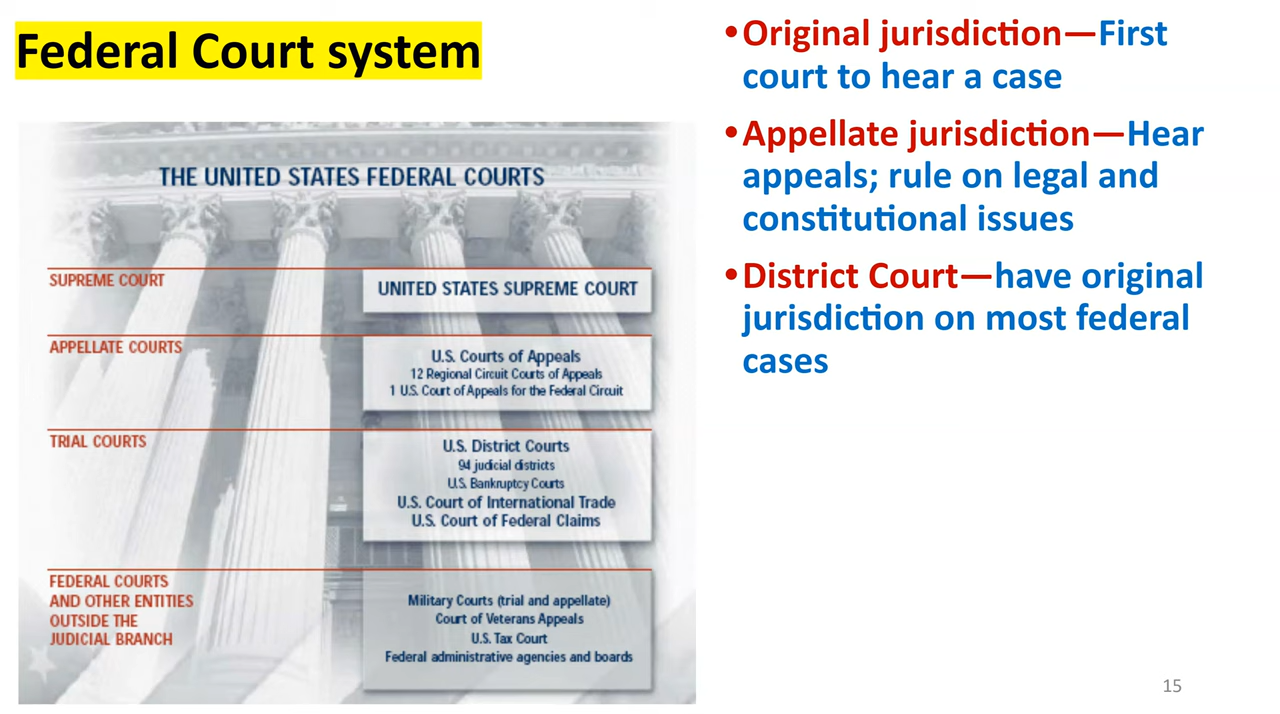 Federal Court system
THE UNITED STATES FEDERAL COURTS
SUPREME COURT
UNITED STATES SUPREME COURT
APPELLATE COURTS
U.S. Courts of Appeals
12 Regional Circuit Courts of Appeals
1 U.S. Court of Appeals for the Federal Circuit
TRIAL COURTS
U.S. District Courts
94 judicial districts
U.S. Bankruptcy Courts
U.S. Court of International Trade
U.S. Court of Federal Claims
FEDERAL COURTS
AND OTHER ENTITIES
OUTSIDE THE
JUDICIAL BRANCH
Military Courts (trial and appellate)
Court of Veterans Appeals
U.S. Tax Court
Federal administrative agencies and boards
•Original jurisdiction—First
court to hear a case
•Appellate jurisdiction—Hear
appeals; rule on legal and
constitutional issues
•District Court—have original
jurisdiction on most federal
cases
15